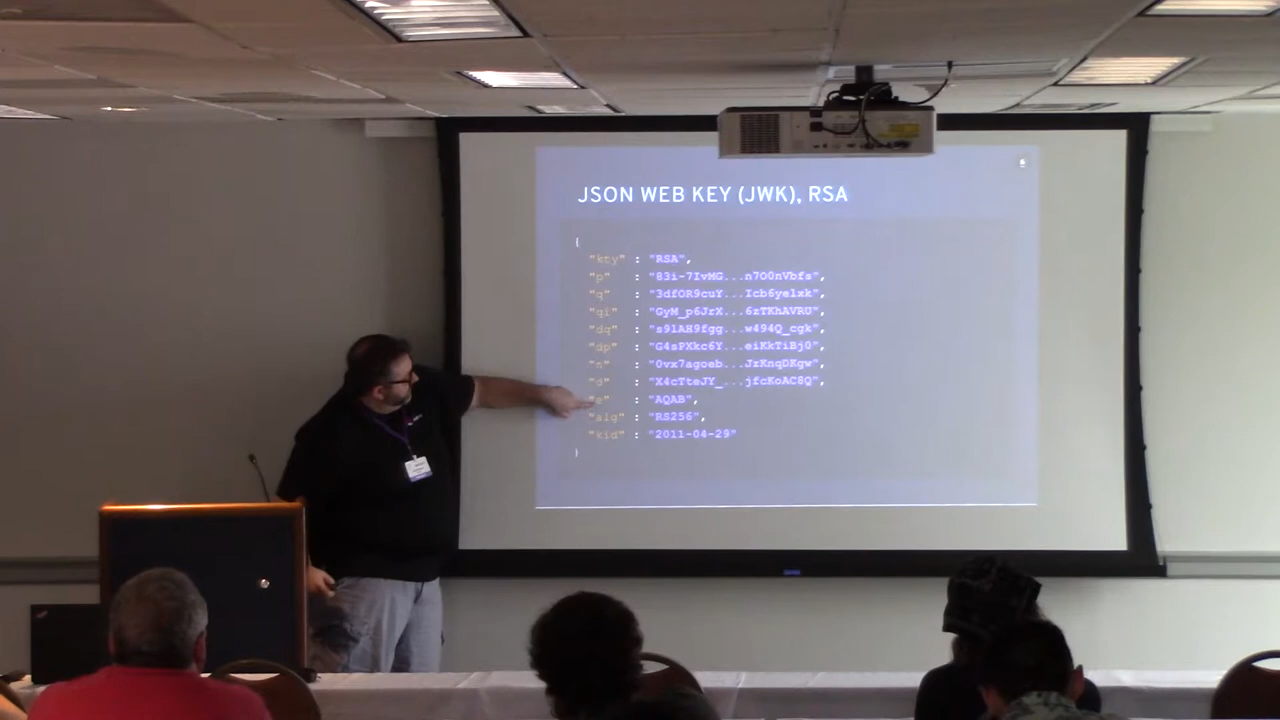 JSON WEB KEY (JWK), RSA
{
"kty" : "RSA",
"p" : "83i-7IvMG...n7O0nVbfs",
"q" : "3dfOR9cuY...Icb6yelxk",
"qi" : "GyM_p6JrX...6zTKhAVRU",
"dq" : "s9lAH9fgg...w494Q_cgk",
"dp" : "G4sPXkc6Y...eiKkTiBj0",
"n" : "0vx7agoeb...JzKnqDKgw",
"d" : "X4cTteJY_...jfcKoAC8Q",
"e" : "AQAB",
"alg" : "RS256",
"kid" : "2011-04-29"
}